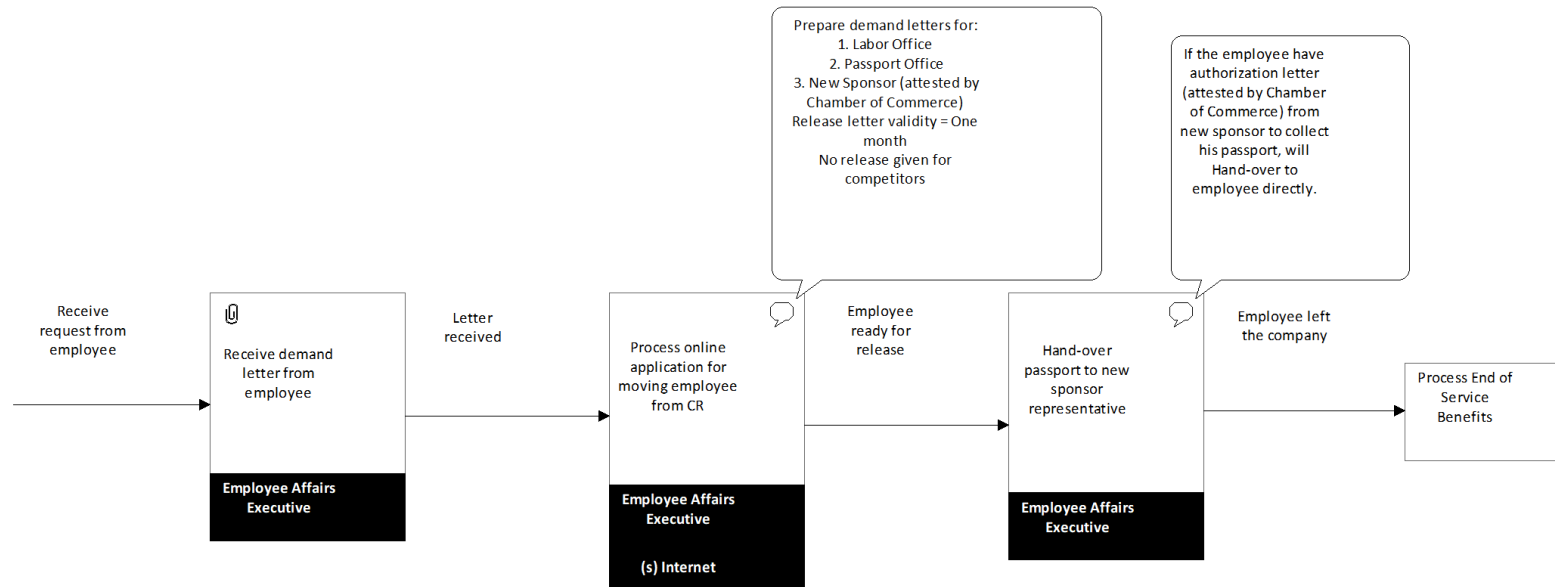 Prepare demand letters for:
1. Labor Office
2. Passport Office
3. New Sponsor (attested by
Chamber of Commerce)
Release letter validity = One
month
No release given for
competitors
If the employee have
authorization letter
(attested by Chamber
of Commerce) from
new sponsor to collect
his passport, will
Hand-over to
employee directly.
Receive
request from
employee
Receive demand
letter from
employee
Employee Affairs
Executive
Letter
received
Process online
application for
moving employee
from CR
Employee Affairs
Executive
(s) Internet
Employee
ready for
release
Hand-over
passport to new
sponsor
representative
Employee Affairs
Executive
Employee left
the company
Process End of
Service
Benefits